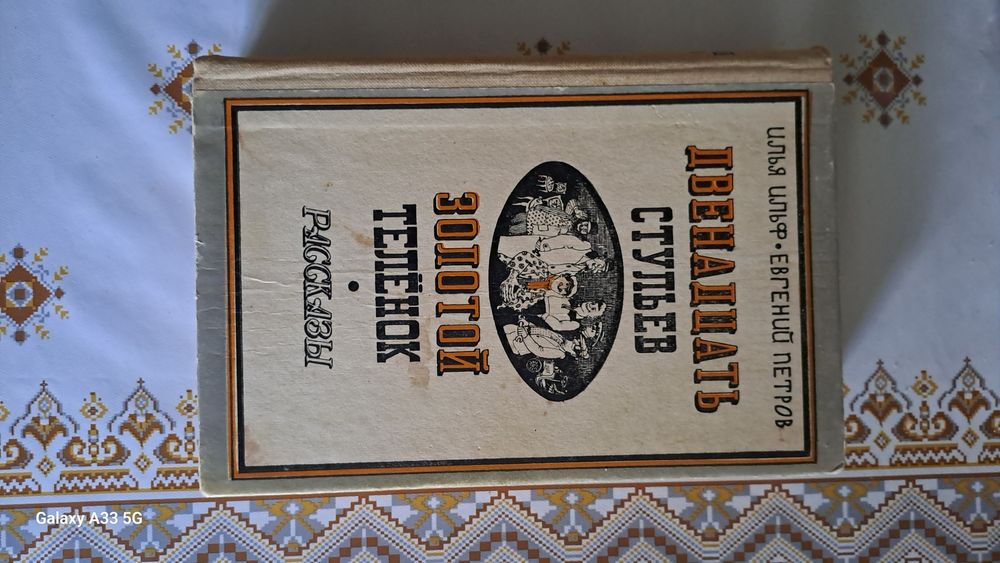 ИЛЬЯ ИЛЬФ • ЕВГЕНИЙ ПЕТРОВ
ДВЕНАДЦАТЬ
СТУЛЬЕВ
ЗОЛОТОЙ
ТЕЛЁНОК
•
РАССКАЗЫ
Galaxy A33 5G